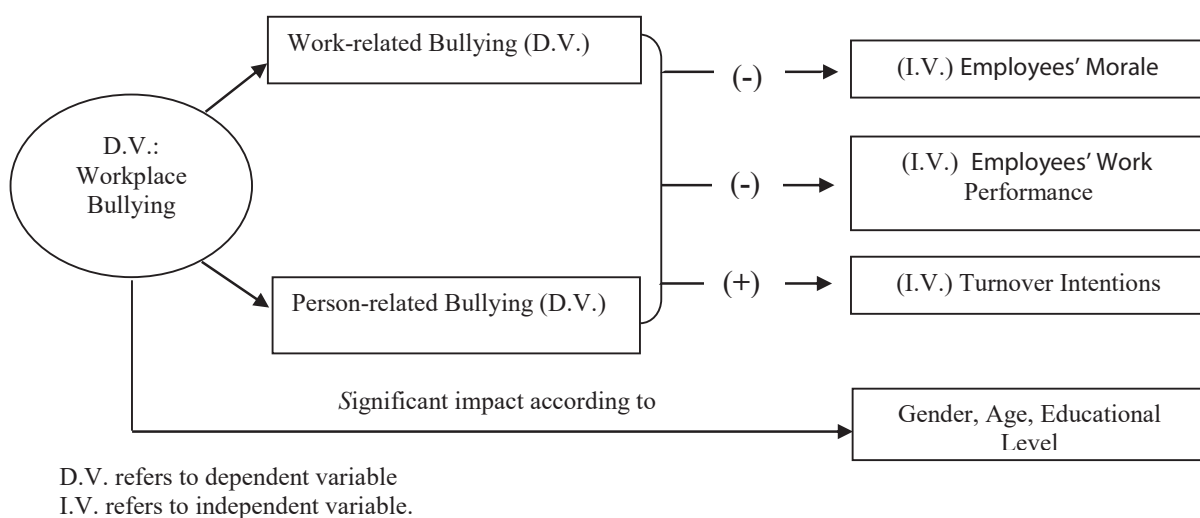 Work-related Bullying (D.V.)
(-)
(I.V.) Employees' Morale
D.V.:
Workplace
Bullying
(-)
(I.V.) Employees' Work
Performance
Person-related Bullying (D.V.)
(+)
(I.V.) Turnover Intentions
Significant impact according to
Gender, Age, Educational
Level
D.V. refers to dependent variable
I.V. refers to independent variable.